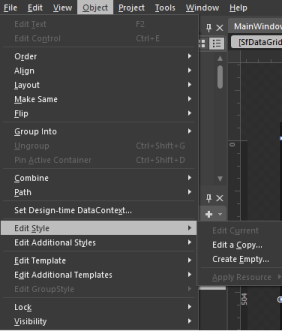 File Edit View Object Project Tools Window Help
Edit Text F2
Edit Control Ctrl+E
MainWindow
[SfDataGrid
Order
Align
Layout
Make Same
Flip
Group Into
Ungroup Ctrl+Shift+G
Pin Active Container Ctrl+Shift+D
Combine
Path
Set Design-time DataContext...
Edit Style
Edit Additional Styles
Edit Template
Edit Additional Templates
Edit GroupStyle
Lock
Visibility
Edit Current
Edit a Copy...
Create Empty...
Apply Resource
0
504